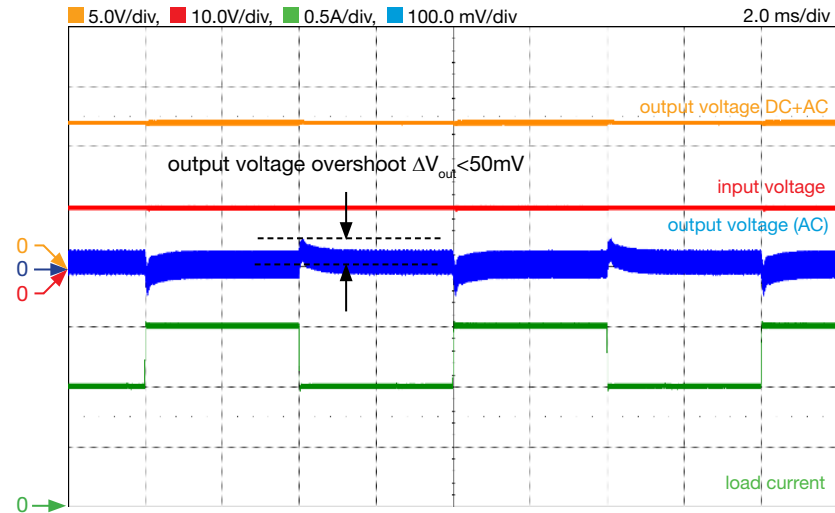 5.0V/div, 10.0V/div, 0.5A/div, 100.0 mV/div 2.0 ms/div
output voltage DC+AC
output voltage overshoot ΔVout<50mV
input voltage
output voltage (AC)
0
0
0
load current
0